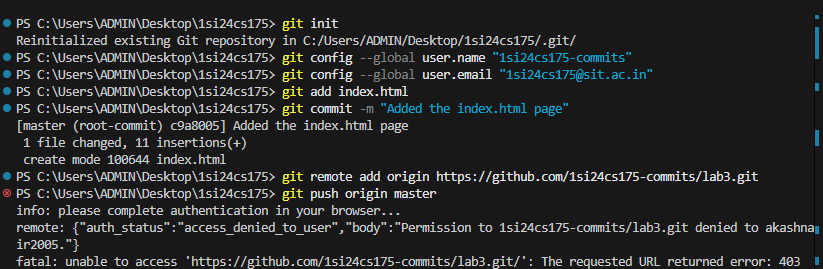 PS C:\Users\ADMIN\Desktop\1si24cs175> git init
Reinitialized existing Git repository in C:/Users/ADMIN/Desktop/1si24cs175/.git/
PS C:\Users\ADMIN\Desktop\1si24cs175> git config --global user.name "1si24cs175-commits"
PS C:\Users\ADMIN\Desktop\1si24cs175> git config --global user.email "1si24cs175@sit.ac.in"
PS C:\Users\ADMIN\Desktop\1si24cs175> git add index.html
PS C:\Users\ADMIN\Desktop\1si24cs175> git commit -m "Added the index.html page"
[master (root-commit) c9a8005] Added the index.html page
 1 file changed, 11 insertions(+)
 create mode 100644 index.html
PS C:\Users\ADMIN\Desktop\1si24cs175> git remote add origin https://github.com/1si24cs175-commits/lab3.git
PS C:\Users\ADMIN\Desktop\1si24cs175> git push origin master
info: please complete authentication in your browser...
remote: {"auth_status":"access_denied_to_user","body":"Permission to 1si24cs175-commits/lab3.git denied to akashna
ir2005."}
fatal: unable to access 'https://github.com/1si24cs175-commits/lab3.git/': The requested URL returned error: 403